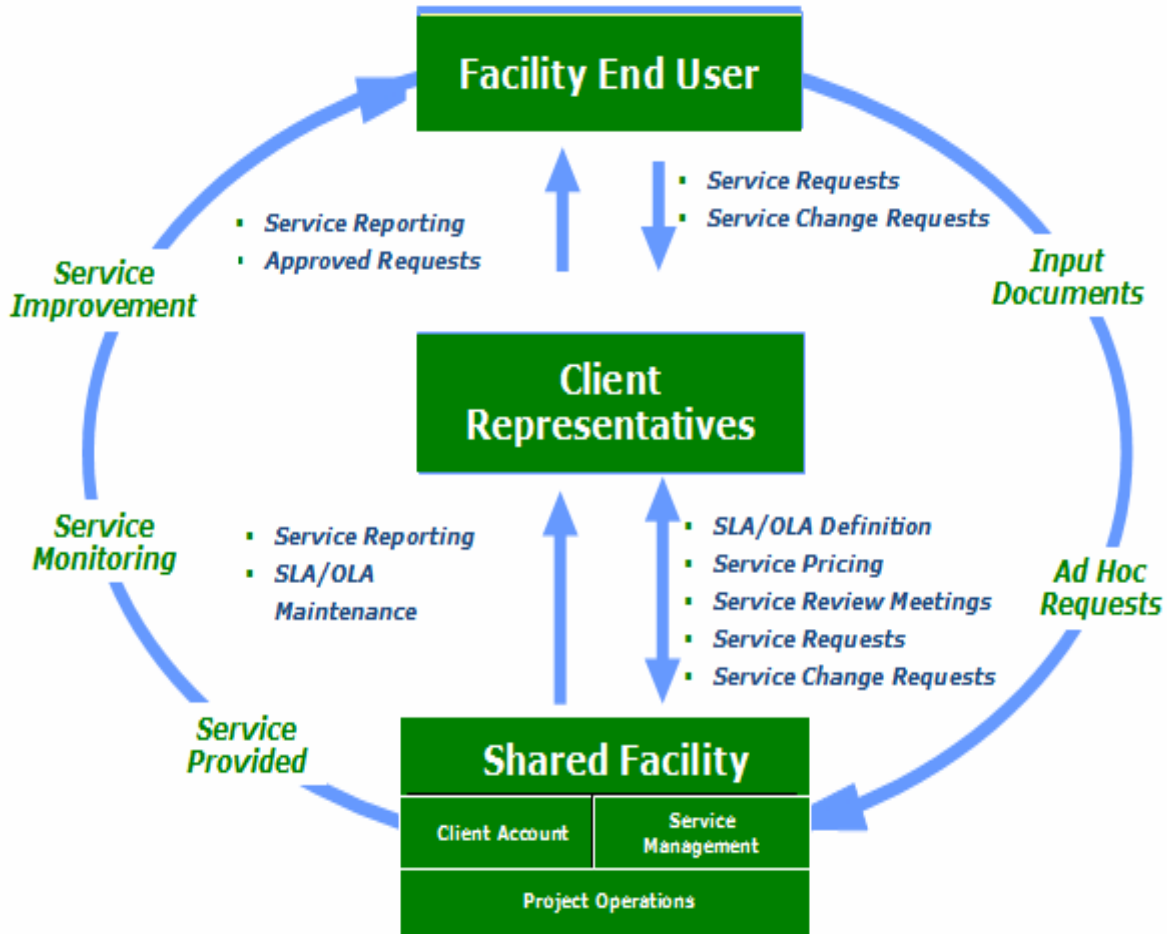 Facility End User
▪ Service Requests
▪ Service Change Requests
▪ Service Reporting
▪ Approved Requests
Service
Improvement
Input
Documents
Client
Representatives
Service
Monitoring
▪ Service Reporting
▪ SLA/OLA
Maintenance
▪ SLA/OLA Definition
▪ Service Pricing
▪ Service Review Meetings
▪ Service Requests
▪ Service Change Requests
Ad Hoc
Requests
Service
Provided
Shared Facility
Client Account
Service
Management
Project Operations